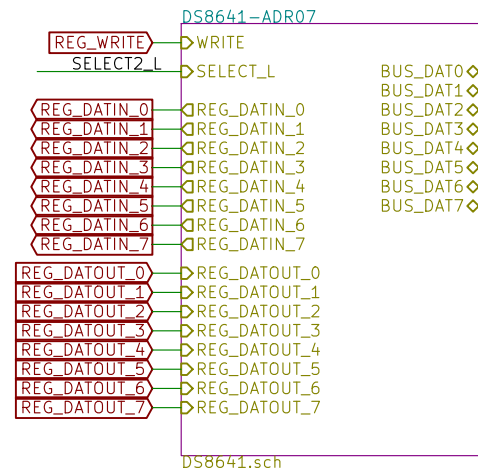 DS8641-ADR07
REG_WRITE WRITE
SELECT2_L SELECT_L BUS_DAT0
BUS_DAT1
REG_DATIN_0 REG_DATIN_0 BUS_DAT2
REG_DATIN_1 REG_DATIN_1 BUS_DAT3
REG_DATIN_2 REG_DATIN_2 BUS_DAT4
REG_DATIN_3 REG_DATIN_3 BUS_DAT5
REG_DATIN_4 REG_DATIN_4 BUS_DAT6
REG_DATIN_5 REG_DATIN_5 BUS_DAT7
REG_DATIN_6 REG_DATIN_6
REG_DATIN_7 REG_DATIN_7
REG_DATOUT_0 REG_DATOUT_0
REG_DATOUT_1 REG_DATOUT_1
REG_DATOUT_2 REG_DATOUT_2
REG_DATOUT_3 REG_DATOUT_3
REG_DATOUT_4 REG_DATOUT_4
REG_DATOUT_5 REG_DATOUT_5
REG_DATOUT_6 REG_DATOUT_6
REG_DATOUT_7 REG_DATOUT_7
DS8641.sch